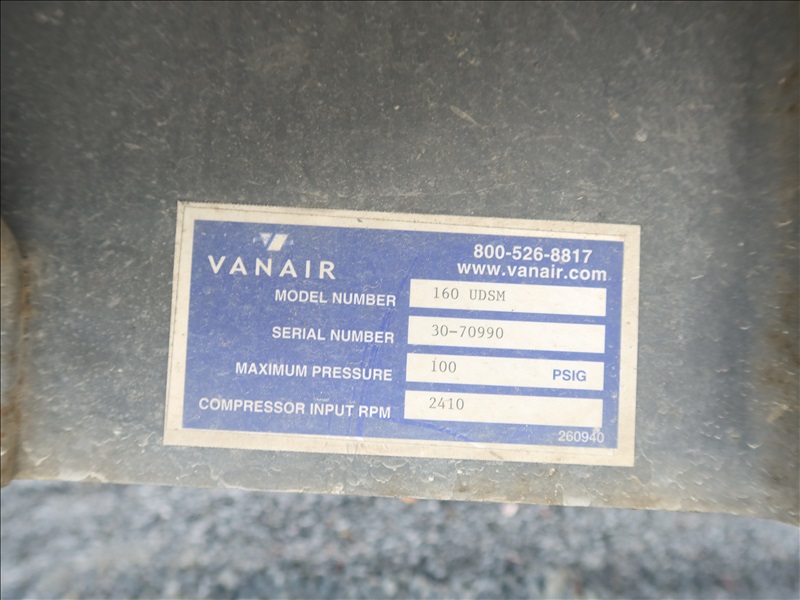 VANAIR
800-526-8817
www.vanair.com
MODEL NUMBER 160 UDSM
SERIAL NUMBER 30-70990
MAXIMUM PRESSURE 100 PSIG
COMPRESSOR INPUT RPM 2410
260940